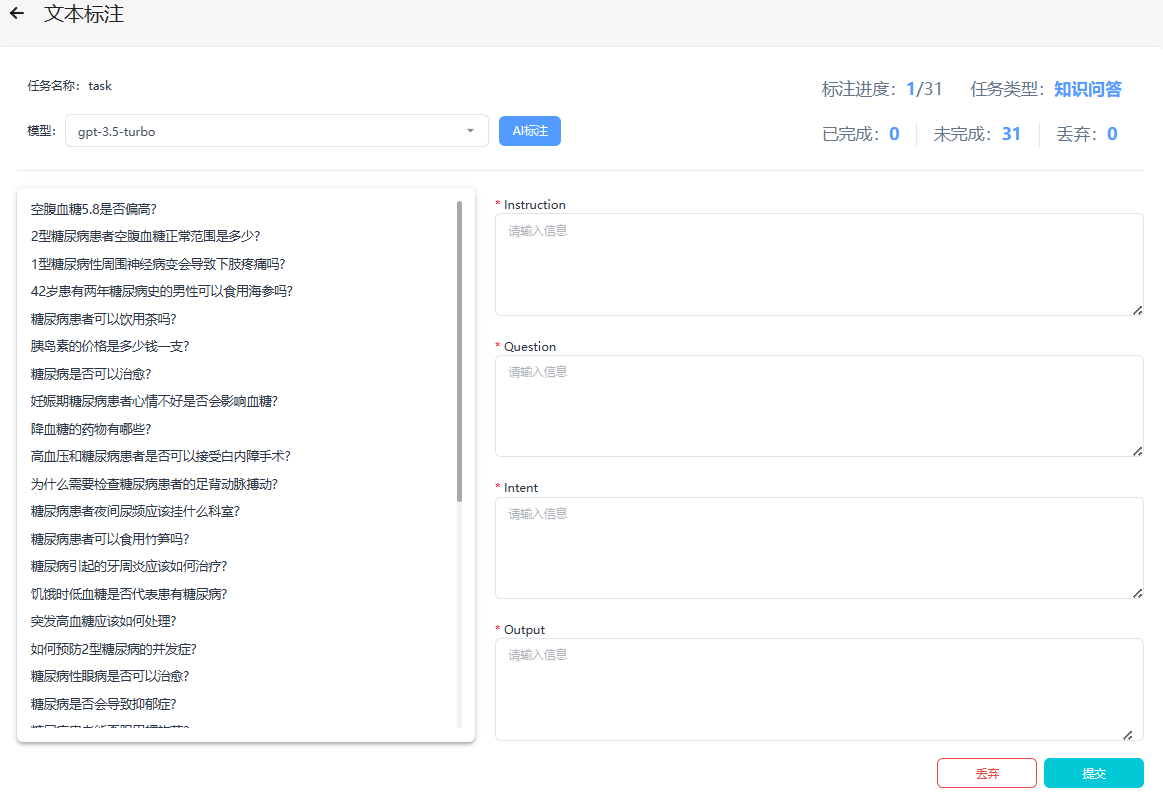 文本标注
任务名称： task
标注进度： 1/31 任务类型： 知识问答
模型： gpt-3.5-turbo AI标注
已完成： 0 未完成： 31 丢弃： 0
空腹血糖5.8是否偏高?
2型糖尿病患者空腹血糖正常范围是多少?
1型糖尿病性周围神经病变会导致下肢疼痛吗?
42岁患有两年糖尿病史的男性可以食用海参吗?
糖尿病患者可以饮用茶吗?
胰岛素的价格是多少钱一支?
糖尿病是否可以治愈?
妊娠期糖尿病患者心情不好是否会影响血糖?
降血糖的药物有哪些?
高血压和糖尿病患者是否可以接受白内障手术?
为什么需要检查糖尿病患者的足背动脉搏动?
糖尿病患者夜间尿频应该挂什么科室?
糖尿病患者可以食用竹笋吗?
糖尿病引起的牙周炎应该如何治疗?
饥饿时低血糖是否代表患有糖尿病?
突发高血糖应该如何处理?
如何预防2型糖尿病的并发症?
糖尿病性眼病是否可以治愈?
糖尿病是否会导致抑郁症?
* Instruction
请输入信息
* Question
请输入信息
* Intent
请输入信息
* Output
请输入信息
丢弃 提交